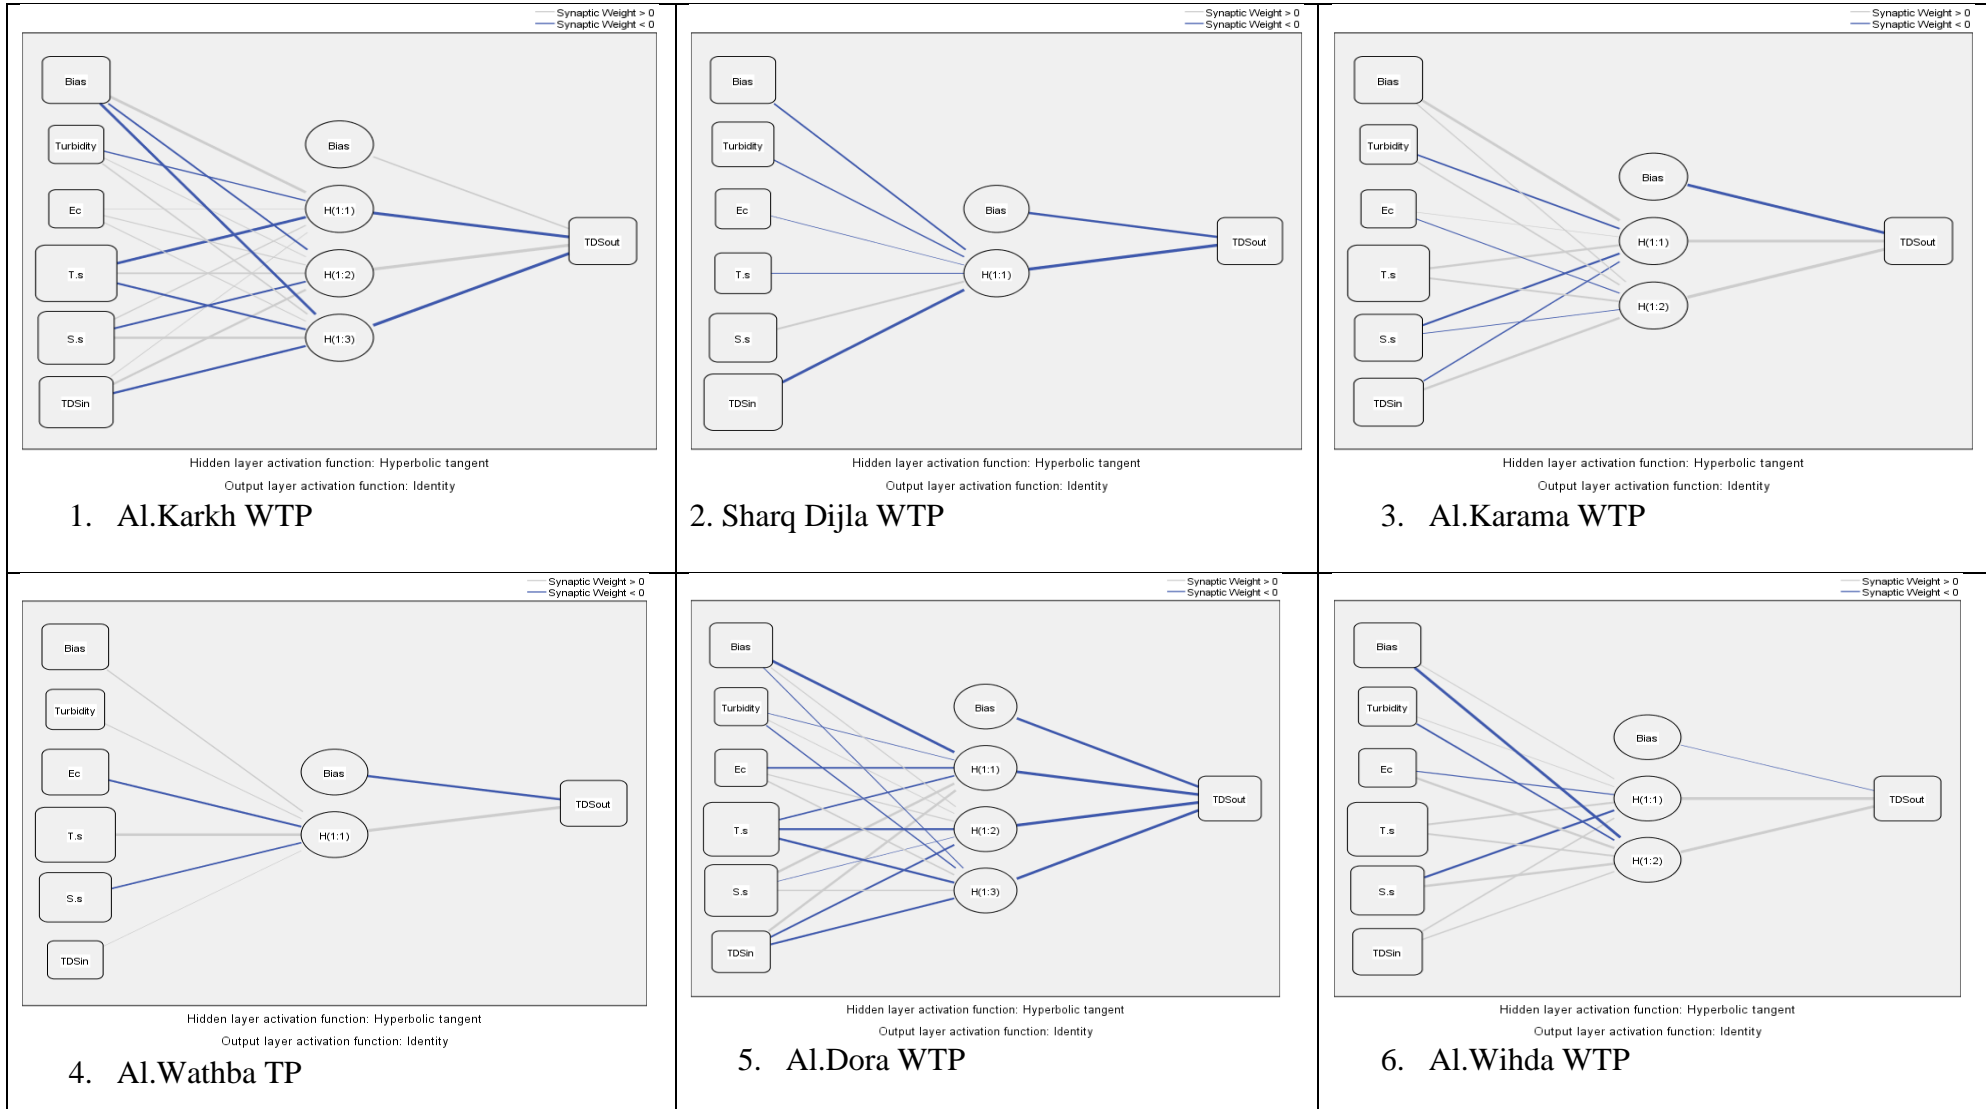 Synaptic Weight > 0
Synaptic Weight < 0
Bias
Turbidity
Ec
T.s
S.s
TDSin
Bias
H(1:1)
H(1:2)
H(1:3)
TDSout
Hidden layer activation function: Hyperbolic tangent
Output layer activation function: Identity
1. Al.Karkh WTP
Synaptic Weight > 0
Synaptic Weight < 0
Bias
Turbidity
Ec
T.s
S.s
TDSin
Bias
H(1:1)
TDSout
Hidden layer activation function: Hyperbolic tangent
Output layer activation function: Identity
2. Sharq Dijla WTP
Synaptic Weight > 0
Synaptic Weight < 0
Bias
Turbidity
Ec
T.s
S.s
TDSin
Bias
H(1:1)
H(1:2)
TDSout
Hidden layer activation function: Hyperbolic tangent
Output layer activation function: Identity
3. Al.Karama WTP
Synaptic Weight > 0
Synaptic Weight < 0
Bias
Turbidity
Ec
T.s
S.s
TDSin
Bias
H(1:1)
TDSout
Hidden layer activation function: Hyperbolic tangent
Output layer activation function: Identity
4. Al.Wathba TP
Synaptic Weight > 0
Synaptic Weight < 0
Bias
Turbidity
Ec
T.s
S.s
TDSin
Bias
H(1:1)
H(1:2)
H(1:3)
TDSout
Hidden layer activation function: Hyperbolic tangent
Output layer activation function: Identity
5. Al.Dora WTP
Synaptic Weight > 0
Synaptic Weight < 0
Bias
Turbidity
Ec
T.s
S.s
TDSin
Bias
H(1:1)
H(1:2)
TDSout
Hidden layer activation function: Hyperbolic tangent
Output layer activation function: Identity
6. Al.Wihda WTP